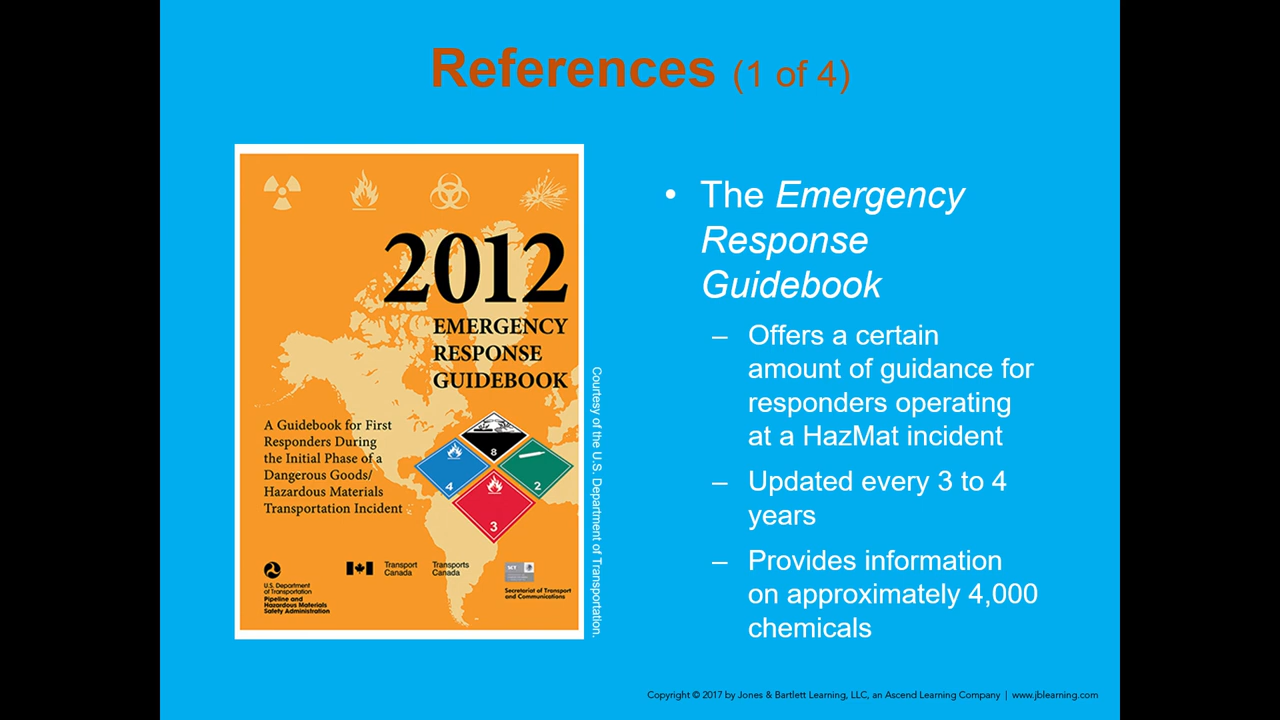 References (1 of 4)
2012
EMERGENCY
RESPONSE
GUIDEBOOK
A Guidebook for First
Responders During
the Initial Phase of a
Dangerous Goods/
Hazardous Materials
Transportation Incident
8
4
2
3
U.S. Department
of Transportation
Pipeline and
Hazardous Materials
Safety Administration
Transport
Canada
Transports
Canada
SCT
Secretariat of Transport
and Communications
Courtesy of the U.S. Department of Transportation.
• The Emergency
Response
Guidebook
– Offers a certain
amount of guidance for
responders operating
at a HazMat incident
– Updated every 3 to 4
years
– Provides information
on approximately 4,000
chemicals
Copyright © 2017 by Jones & Bartlett Learning, LLC, an Ascend Learning Company | www.jblearning.com